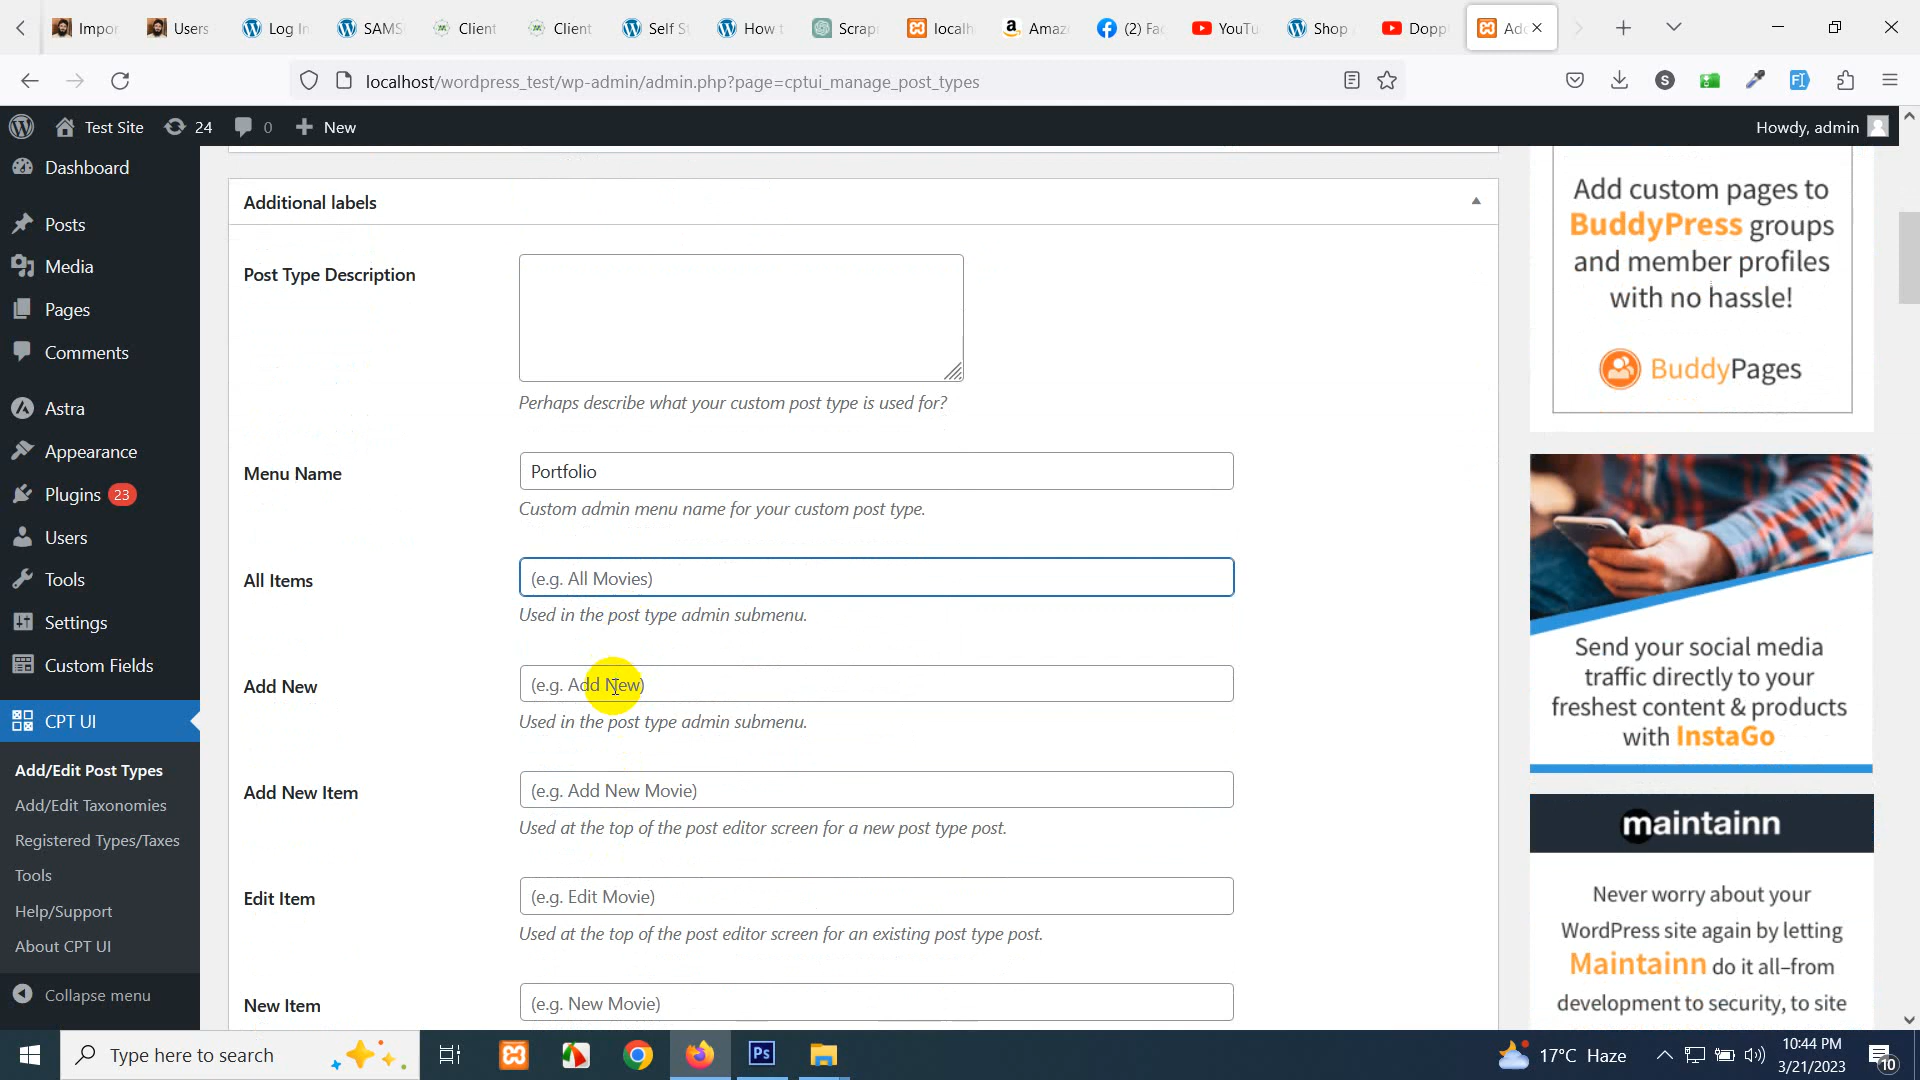 Impor
Users
Log In
SAMS
Client
Client
Self S
How t
Scrap
localh
Amaz
(2) Fa
YouTu
Shop
Doppl
Ad
localhost/wordpress_test/wp-admin/admin.php?page=cptui_manage_post_types
Test Site
24
0
New
Howdy, admin
Dashboard
Posts
Media
Pages
Comments
Astra
Appearance
Plugins 23
Users
Tools
Settings
Custom Fields
CPT UI
Add/Edit Post Types
Add/Edit Taxonomies
Registered Types/Taxes
Tools
Help/Support
About CPT UI
Collapse menu
Additional labels
Post Type Description
Perhaps describe what your custom post type is used for?
Menu Name
Portfolio
Custom admin menu name for your custom post type.
All Items
(e.g. All Movies)
Used in the post type admin submenu.
Add New
(e.g. Add New)
Used in the post type admin submenu.
Add New Item
(e.g. Add New Movie)
Used at the top of the post editor screen for a new post type post.
Edit Item
(e.g. Edit Movie)
Used at the top of the post editor screen for an existing post type post.
New Item
(e.g. New Movie)
Add custom pages to
BuddyPress groups
and member profiles
with no hassle!
BuddyPages
Send your social media
traffic directly to your
freshest content & products
with InstaGo
maintainn
Never worry about your
WordPress site again by letting
Maintainn do it all-from
development to security, to site
Type here to search
Ps
17°C Haze
10:44 PM
3/21/2023
10